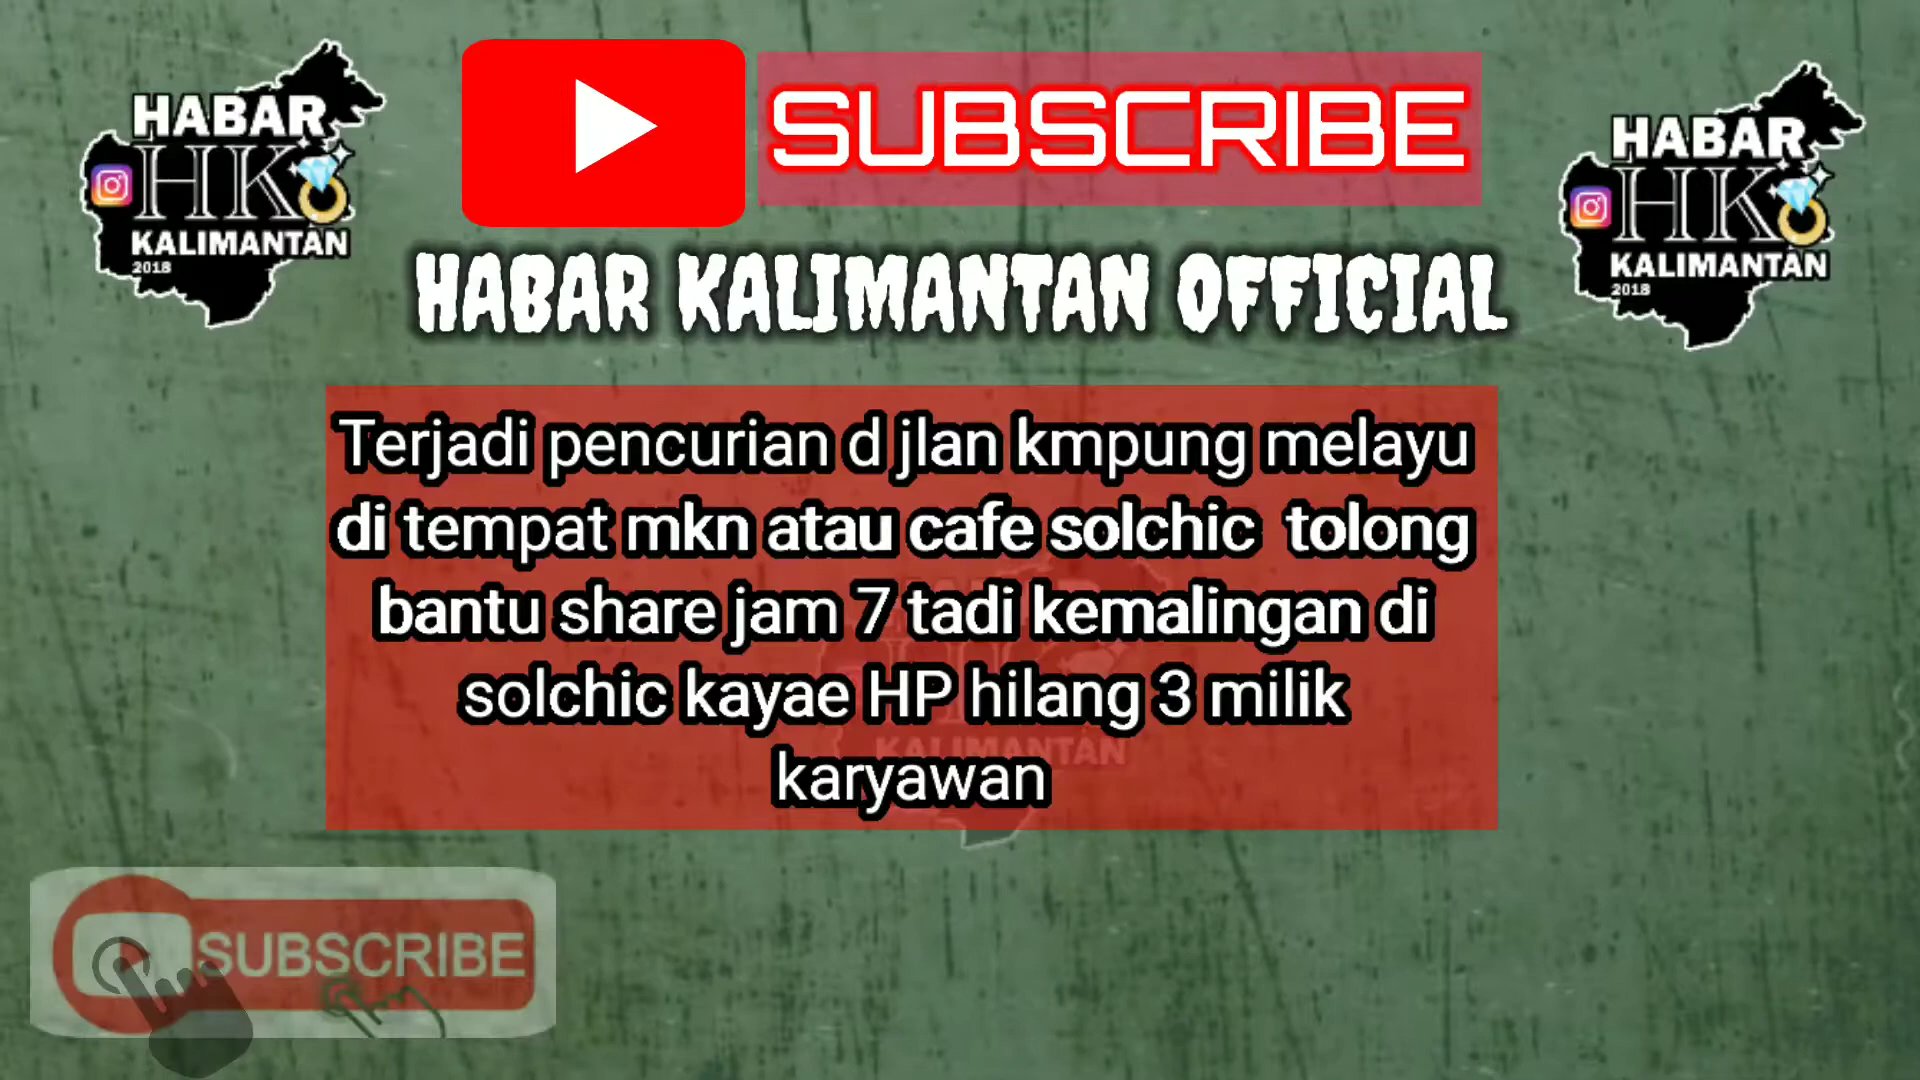 HABAR
HK
KALIMANTAN
2018
SUBSCRIBE
HABAR
HK
KALIMANTAN
2018
HABAR KALIMANTAN OFFICIAL
Terjadi pencurian d jlan kmpung melayu
di tempat mkn atau cafe solchic tolong
bantu share jam 7 tadi kemalingan di
solchic kayae HP hilang 3 milik
karyawan
KALIMANTAN
SUBSCRIBE